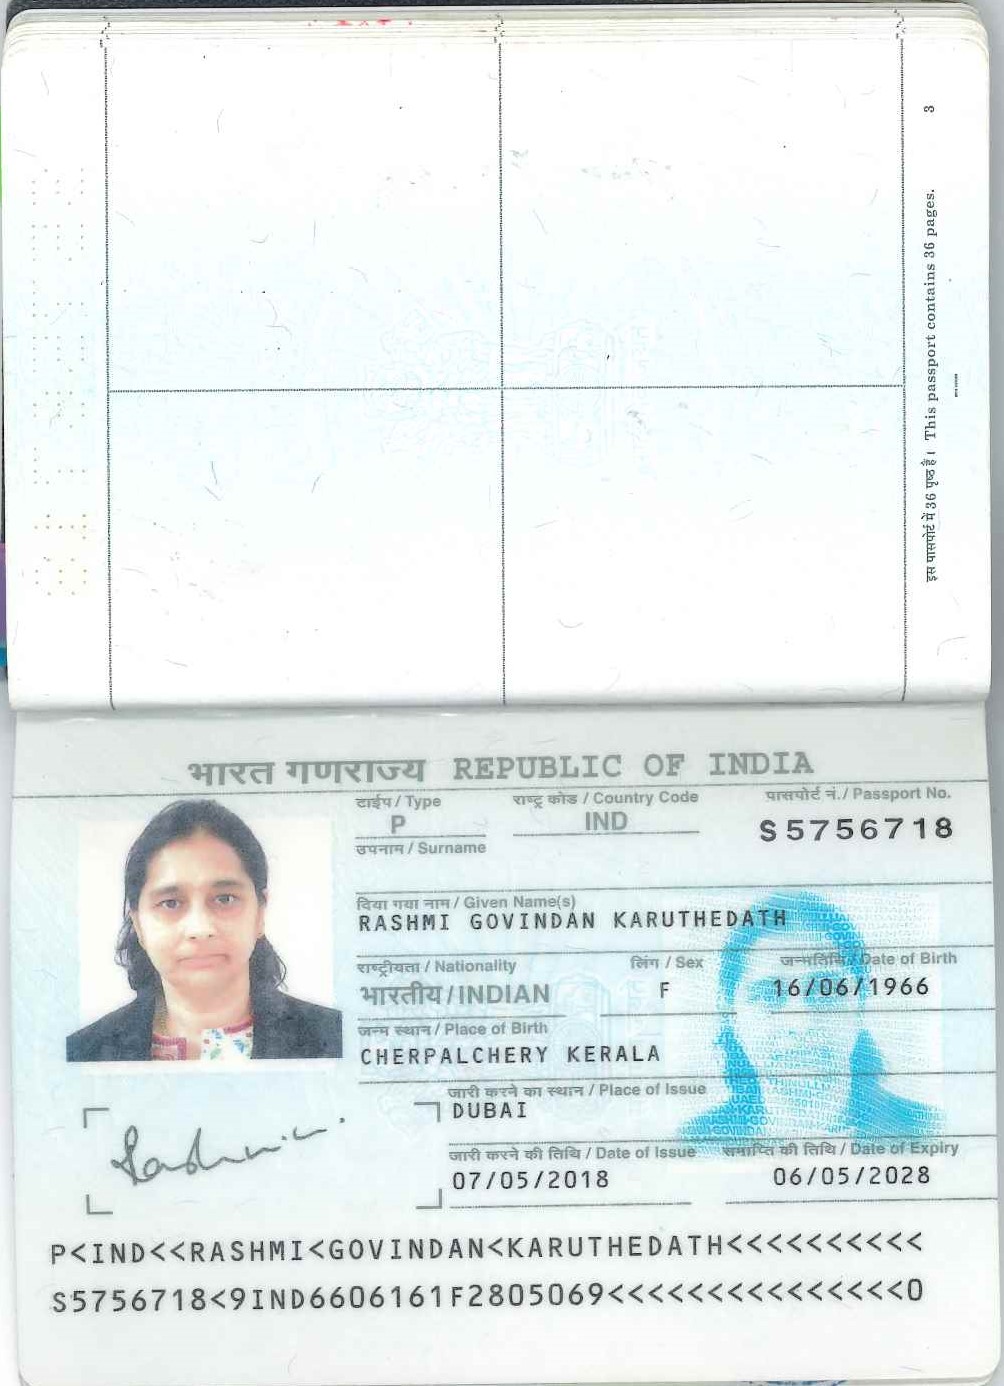 3
इस पासपोर्ट में 36 पृष्ठ हैं। This passport contains 36 pages.
भारत गणराज्य REPUBLIC OF INDIA
टाईप / Type
राष्ट्र कोड / Country Code
पासपोर्ट नं. / Passport No.
P
IND
S5756718
उपनाम / Surname
दिया गया नाम / Given Name(s)
RASHMI GOVINDAN KARUTHEDATH
राष्ट्रीयता / Nationality
लिंग / Sex
जन्मतिथि / Date of Birth
भारतीय / INDIAN
F
16/06/1966
जन्म स्थान / Place of Birth
CHERPALCHERY KERALA
जारी करने का स्थान / Place of Issue
DUBAI
जारी करने की तिथि / Date of Issue
समाप्ति की तिथि / Date of Expiry
07/05/2018
06/05/2028
P<IND<<RASHMI<GOVINDAN<KARUTHEDATH<<<<<<<<<<
S5756718<9IND6606161F2805069<<<<<<<<<<<<<<<0